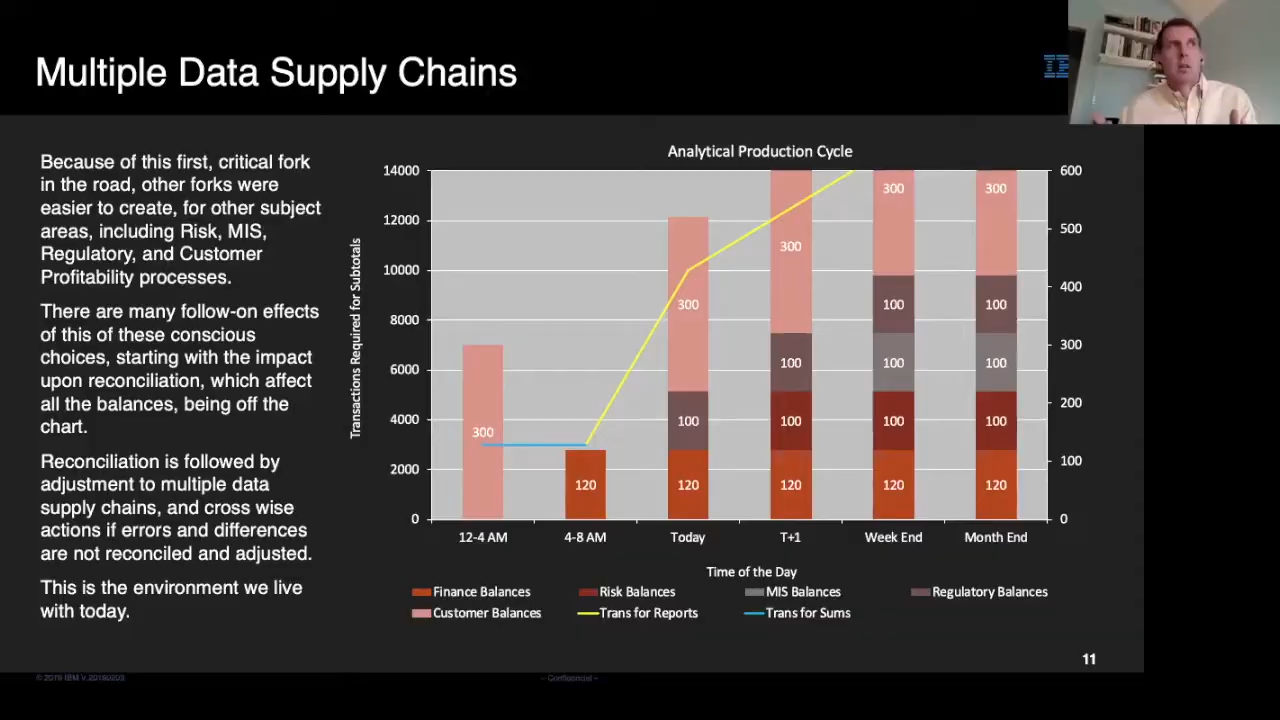 Multiple Data Supply Chains
Because of this first, critical fork
in the road, other forks were
easier to create, for other subject
areas, including Risk, MIS,
Regulatory, and Customer
Profitability processes.
There are many follow-on effects
of this of these conscious
choices, starting with the impact
upon reconciliation, which affect
all the balances, being off the
chart.
Reconciliation is followed by
adjustment to multiple data
supply chains, and cross wise
actions if errors and differences
are not reconciled and adjusted.
This is the environment we live
with today.
Analytical Production Cycle
Transactions Required for Subtotals
14000
12000
10000
8000
6000
4000
2000
0
600
500
400
300
200
100
0
300
120
300
100
120
300
100
100
120
300
100
100
100
120
300
100
100
100
120
12-4 AM 4-8 AM Today T+1 Week End Month End
Time of the Day
Finance Balances Risk Balances MIS Balances Regulatory Balances
Customer Balances Trans for Reports Trans for Sums
11
– Confidential –